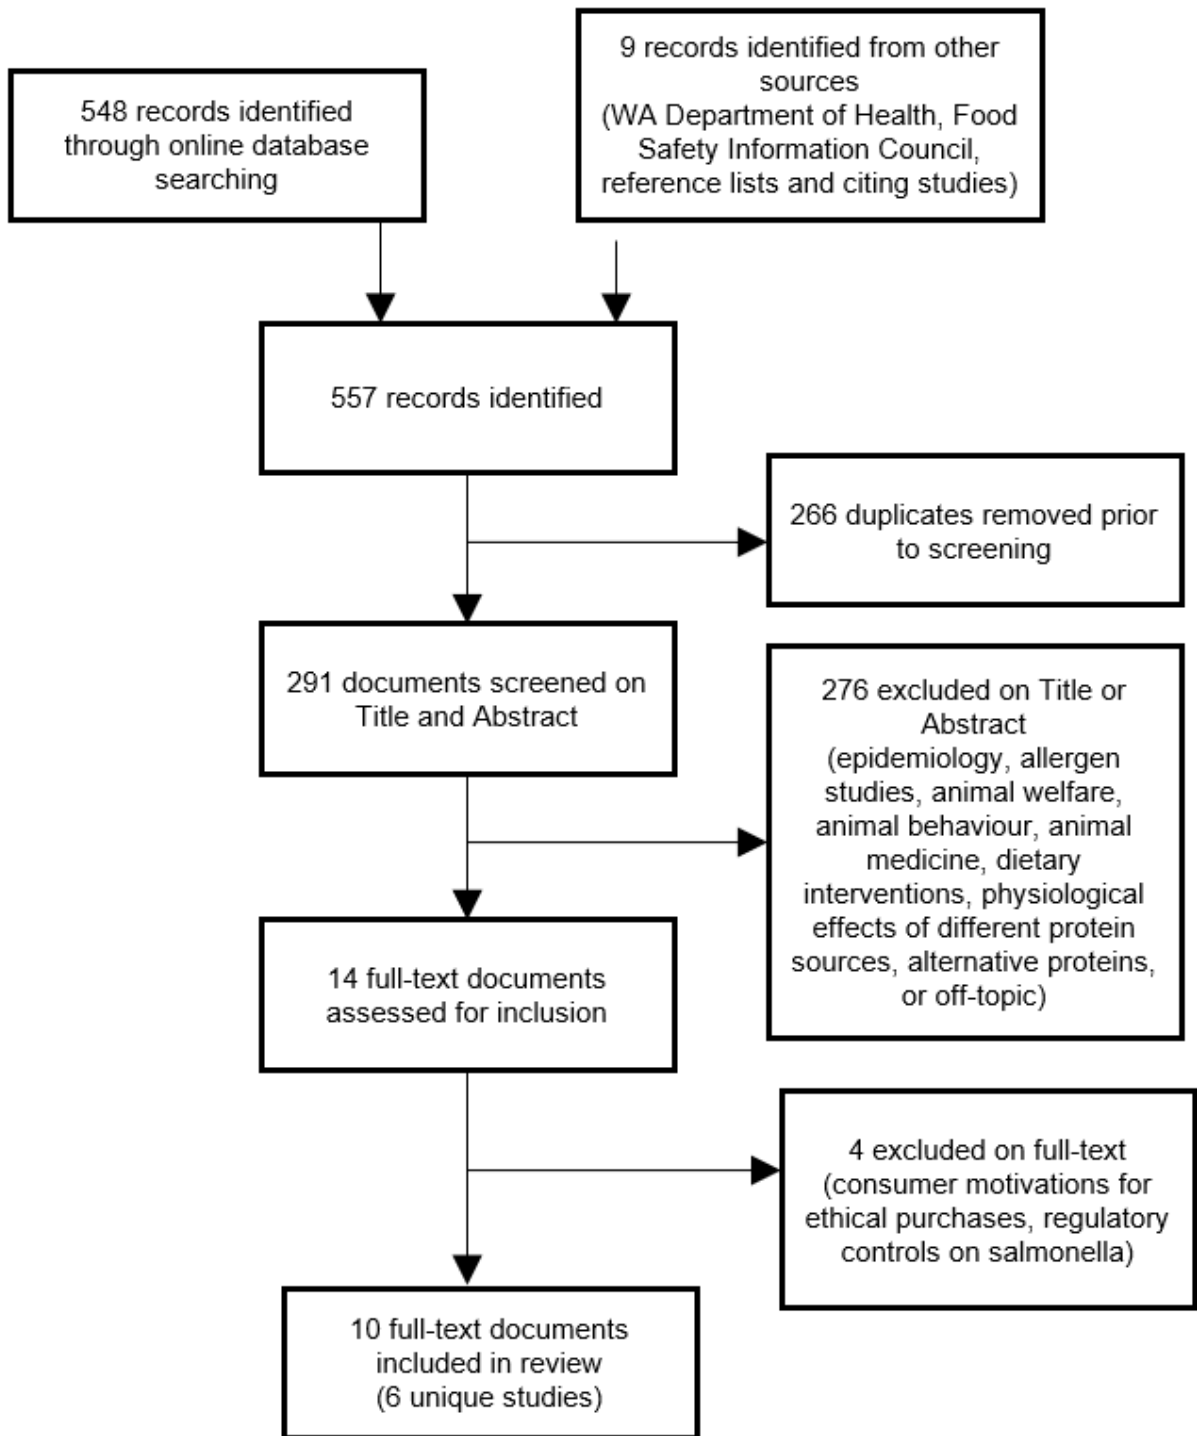 548 records identified
through online database
searching
9 records identified from other
sources
(WA Department of Health, Food
Safety Information Council,
reference lists and citing studies)
557 records identified
266 duplicates removed prior
to screening
291 documents screened on
Title and Abstract
276 excluded on Title or
Abstract
(epidemiology, allergen
studies, animal welfare,
animal behaviour, animal
medicine, dietary
interventions, physiological
effects of different protein
sources, alternative proteins,
or off-topic)
14 full-text documents
assessed for inclusion
4 excluded on full-text
(consumer motivations for
ethical purchases, regulatory
controls on salmonella)
10 full-text documents
included in review
(6 unique studies)